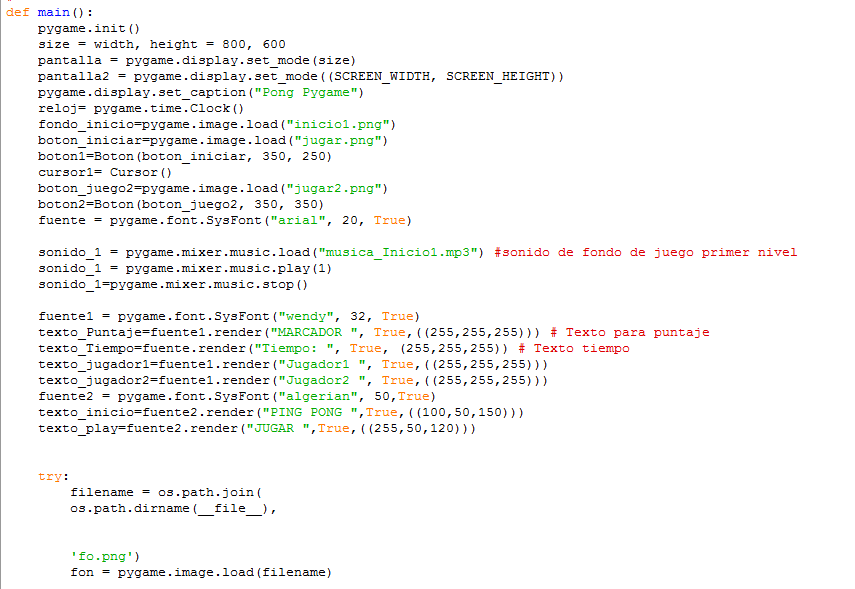 def main():
    pygame.init()
    size = width, height = 800, 600
    pantalla = pygame.display.set_mode(size)
    pantalla2 = pygame.display.set_mode((SCREEN_WIDTH, SCREEN_HEIGHT))
    pygame.display.set_caption("Pong Pygame")
    reloj= pygame.time.Clock()
    fondo_inicio=pygame.image.load("inicio1.png")
    boton_iniciar=pygame.image.load("jugar.png")
    boton1=Boton(boton_iniciar, 350, 250)
    cursor1= Cursor()
    boton_juego2=pygame.image.load("jugar2.png")
    boton2=Boton(boton_juego2, 350, 350)
    fuente = pygame.font.SysFont("arial", 20, True)

    sonido_1 = pygame.mixer.music.load("musica_Inicio1.mp3") #sonido de fondo de juego primer nivel
    sonido_1 = pygame.mixer.music.play(1)
    sonido_1=pygame.mixer.music.stop()

    fuente1 = pygame.font.SysFont("wendy", 32, True)
    texto_Puntaje=fuente1.render("MARCADOR ", True,((255,255,255))) # Texto para puntaje
    texto_Tiempo=fuente.render("Tiempo: ", True, (255,255,255)) # Texto tiempo
    texto_jugador1=fuente1.render("Jugador1 ", True,((255,255,255)))
    texto_jugador2=fuente1.render("Jugador2 ", True,((255,255,255)))
    fuente2 = pygame.font.SysFont("algerian", 50,True)
    texto_inicio=fuente2.render("PING PONG ",True,((100,50,150)))
    texto_play=fuente2.render("JUGAR ",True,((255,50,120)))


    try:
        filename = os.path.join(
        os.path.dirname(__file__),


        'fo.png')
        fon = pygame.image.load(filename)